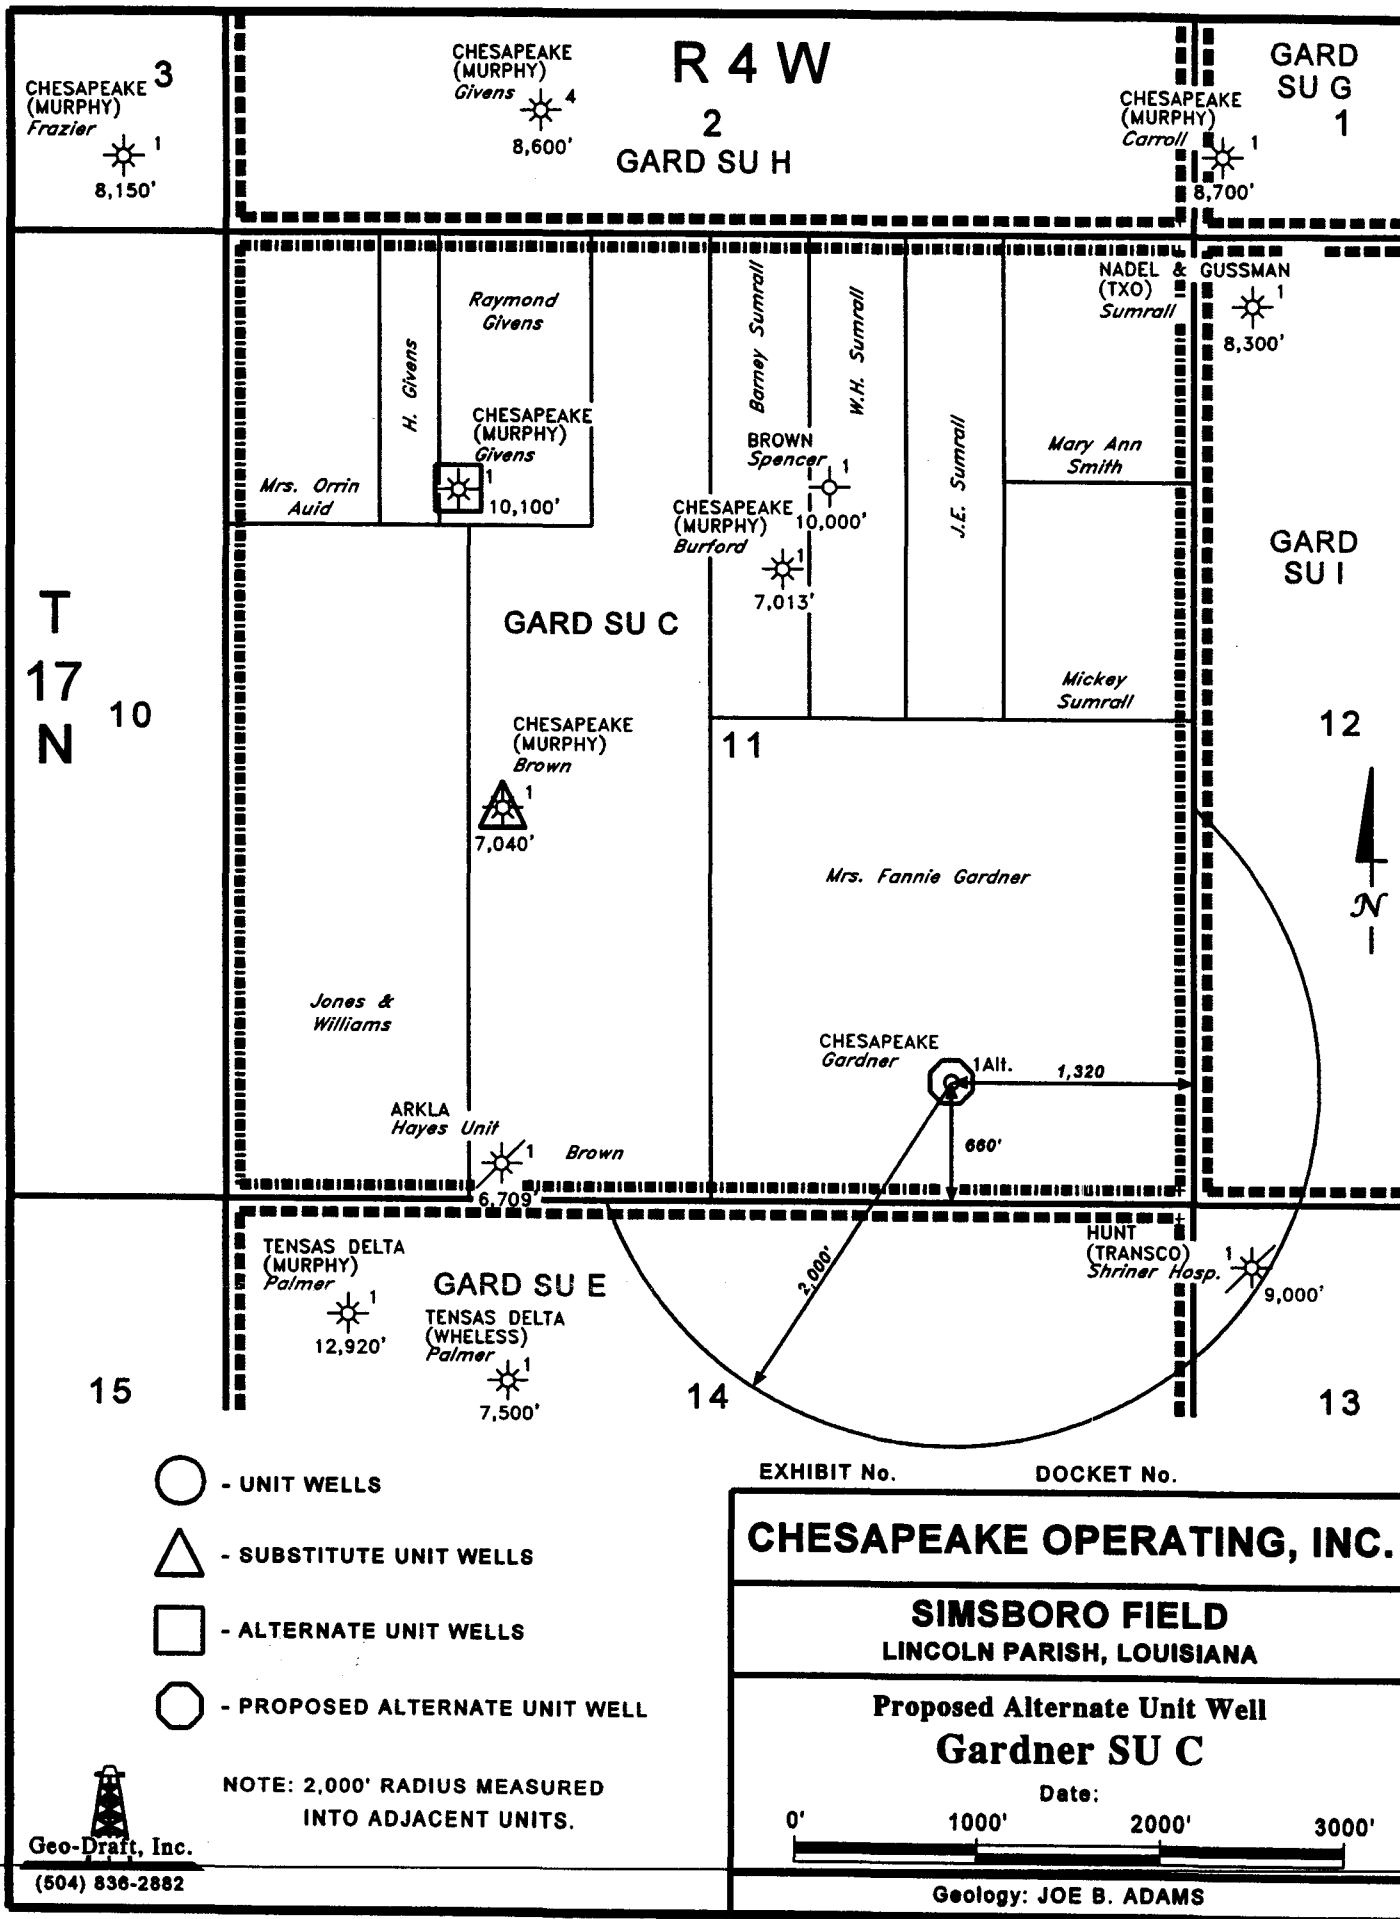 R 4 W
3
CHESAPEAKE
(MURPHY)
Frazier
1
8,150'
CHESAPEAKE
(MURPHY)
Givens
4
8,600'
2
GARD SU H
CHESAPEAKE
(MURPHY)
Carroll
1
8,700'
GARD
SU G
1
NADEL & GUSSMAN
(TXO)
Sumrall
1
8,300'
Raymond
Givens
H. Givens
Mrs. Orrin
Auid
CHESAPEAKE
(MURPHY)
Givens
1
10,100'
Barney Sumrall
W.H. Sumrall
J.E. Sumrall
BROWN
Spencer
1
10,000'
CHESAPEAKE
(MURPHY)
Burford
1
7,013'
Mary Ann
Smith
Mickey
Sumrall
GARD
SU I
GARD SU C
T
17
N
10
11
12
CHESAPEAKE
(MURPHY)
Brown
1
7,040'
Mrs. Fannie Gardner
N
Jones &
Williams
CHESAPEAKE
Gardner
1Alt.
1,320
660'
2,000'
ARKLA
Hayes Unit
1
6,709'
Brown
TENSAS DELTA
(MURPHY)
Palmer
1
12,920'
GARD SU E
TENSAS DELTA
(WHELESS)
Palmer
1
7,500'
HUNT
(TRANSCO)
Shriner Hosp.
1
9,000'
15
14
13
- UNIT WELLS
- SUBSTITUTE UNIT WELLS
- ALTERNATE UNIT WELLS
- PROPOSED ALTERNATE UNIT WELL
NOTE: 2,000' RADIUS MEASURED
INTO ADJACENT UNITS.
Geo-Draft, Inc.
(504) 836-2882
EXHIBIT No. DOCKET No.
CHESAPEAKE OPERATING, INC.
SIMSBORO FIELD
LINCOLN PARISH, LOUISIANA
Proposed Alternate Unit Well
Gardner SU C
Date:
0' 1000' 2000' 3000'
Geology: JOE B. ADAMS